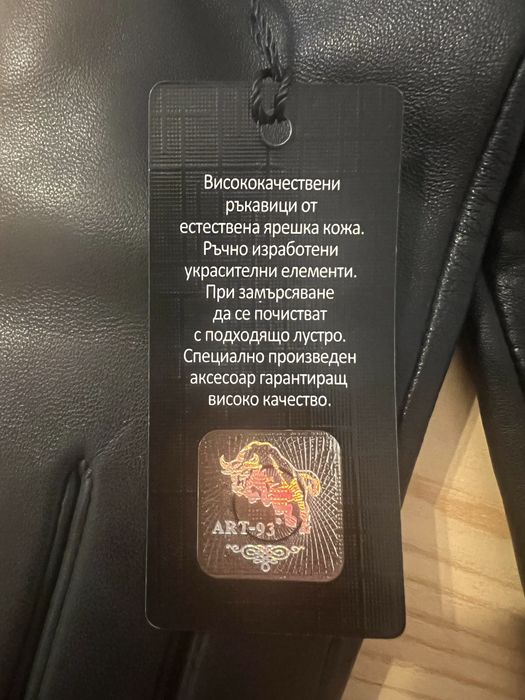 Висококачествени
ръкавици от
естествена ярешка кожа.
Ръчно изработени
украсителни елементи.
При замърсяване
да се почистват
с подходящо лустро.
Специално произведен
аксесоар гарантиращ
високо качество.
ART-93®